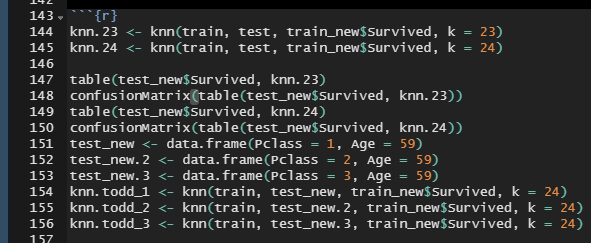 143 ```{r}
144 knn.23 <- knn(train, test, train_new$Survived, k = 23)
145 knn.24 <- knn(train, test, train_new$Survived, k = 24)
146
147 table(test_new$Survived, knn.23)
148 confusionMatrix(table(test_new$Survived, knn.23))
149 table(test_new$Survived, knn.24)
150 confusionMatrix(table(test_new$Survived, knn.24))
151 test_new <- data.frame(Pclass = 1, Age = 59)
152 test_new.2 <- data.frame(Pclass = 2, Age = 59)
153 test_new.3 <- data.frame(Pclass = 3, Age = 59)
154 knn.todd_1 <- knn(train, test_new, train_new$Survived, k = 24)
155 knn.todd_2 <- knn(train, test_new.2, train_new$Survived, k = 24)
156 knn.todd_3 <- knn(train, test_new.3, train_new$Survived, k = 24)
157